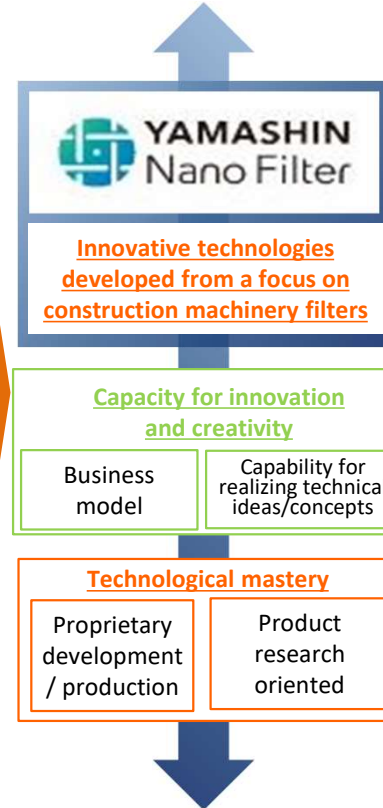 YAMASHIN
Nano Filter
Innovative technologies
developed from a focus on
construction machinery filters
Capacity for innovation
and creativity
Business
model
Capability for
realizing technica
ideas/concepts
Technological mastery
Proprietary
development
/ production
Product
research
oriented